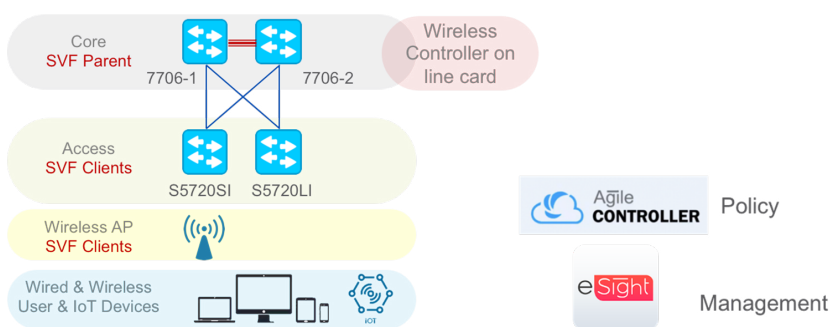 Core
SVF Parent
7706-1
7706-2
Wireless
Controller on
line card
Access
SVF Clients
S5720SI
S5720LI
Wireless AP
SVF Clients
Agile
CONTROLLER
Policy
Wired & Wireless
User & IoT Devices
IOT
eSight
Management